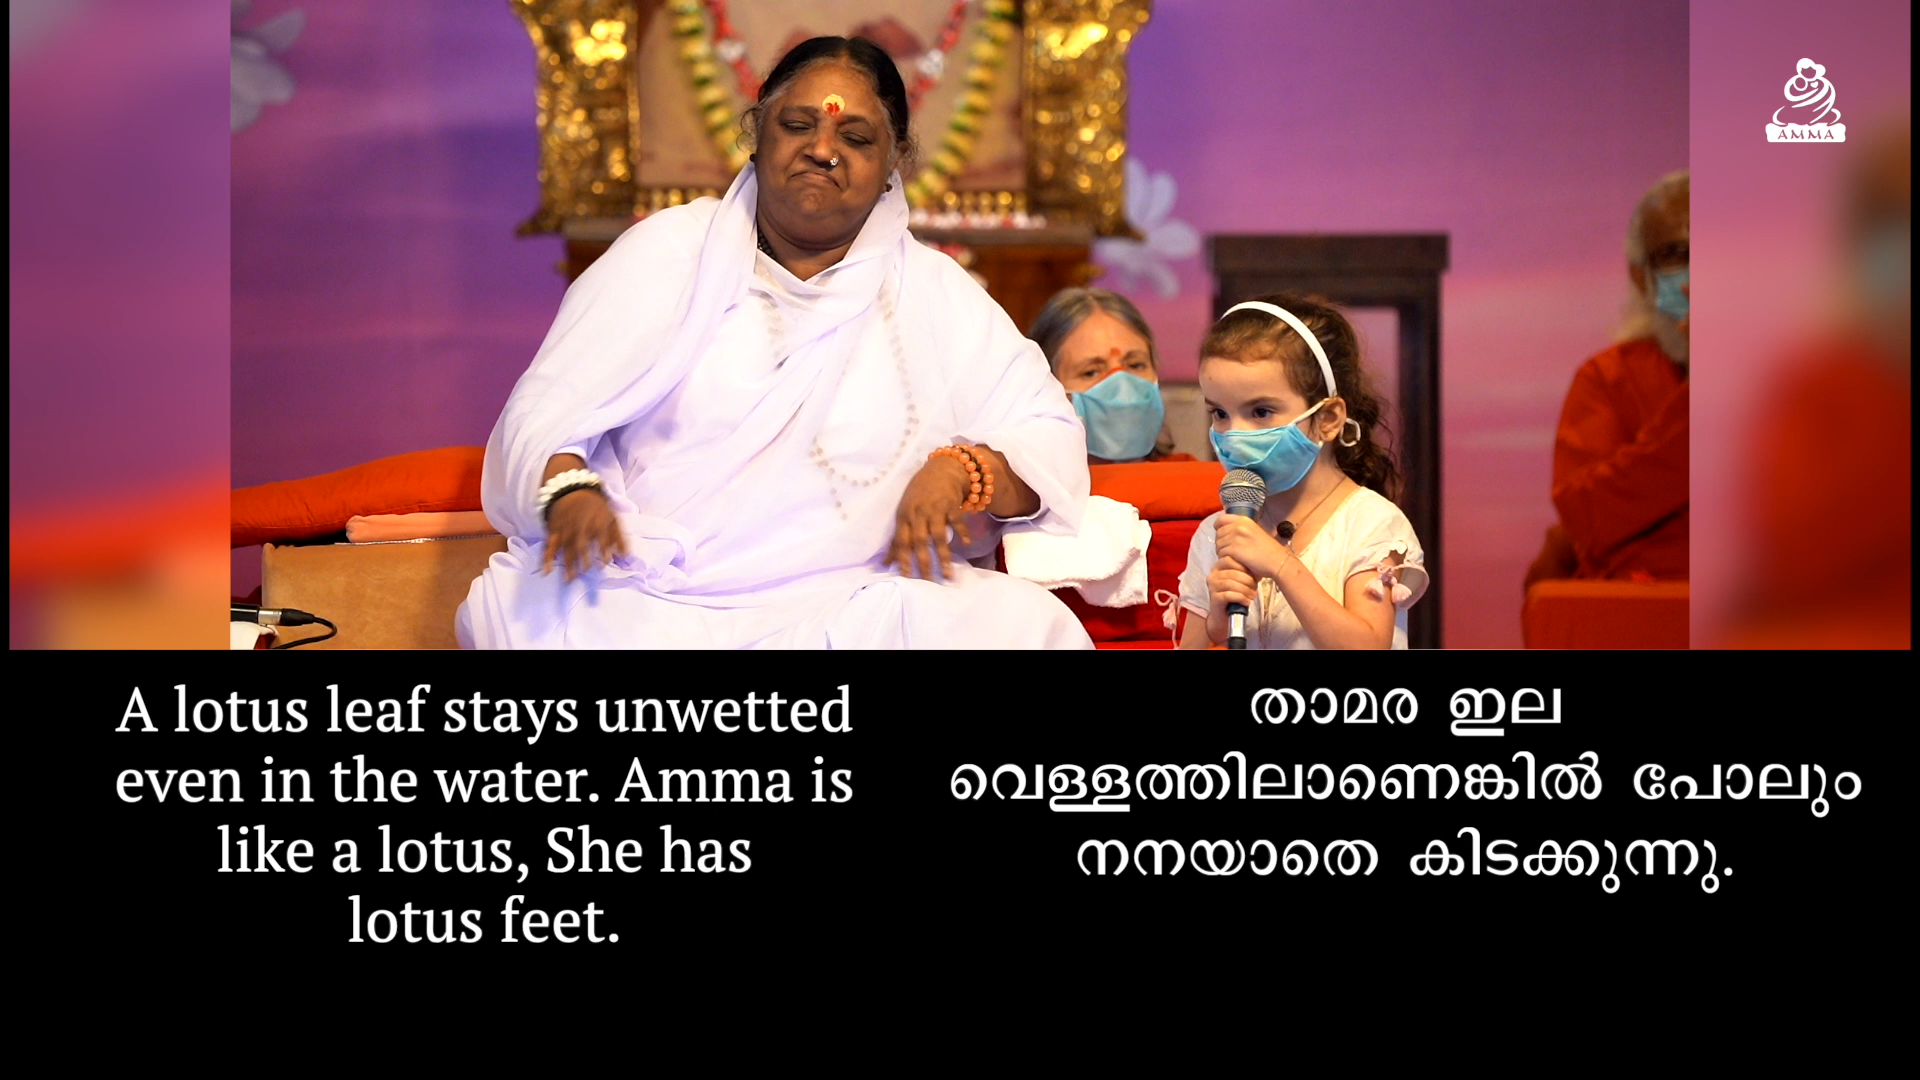 AMMA
A lotus leaf stays unwetted
even in the water. Amma is
like a lotus, She has
lotus feet.
താമര ഇല
വെള്ളത്തിലാണെങ്കിൽ പോലും
നനയാതെ കിടക്കുന്നു.